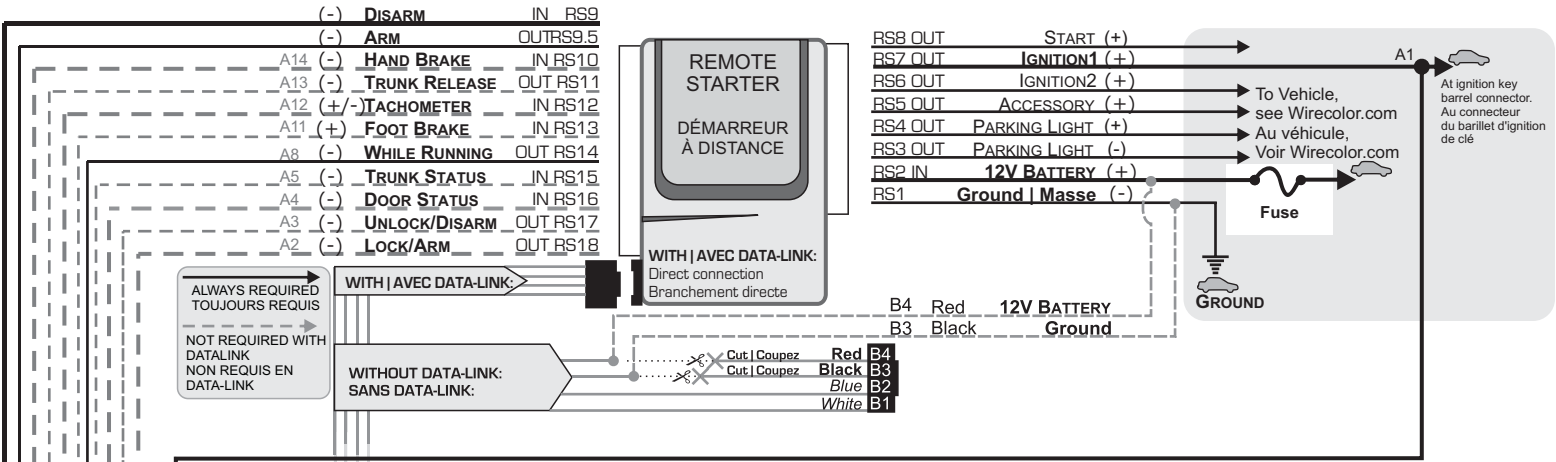 (-) DISARM IN RS9
(-) ARM OUTRS9.5
A14 (-) HAND BRAKE IN RS10
A13 (-) TRUNK RELEASE OUT RS11
A12 (+/-)TACHOMETER IN RS12
A11 (+) FOOT BRAKE IN RS13
A8 (-) WHILE RUNNING OUT RS14
A5 (-) TRUNK STATUS IN RS15
A4 (-) DOOR STATUS IN RS16
A3 (-) UNLOCK/DISARM OUT RS17
A2 (-) LOCK/ARM OUT RS18
REMOTE
STARTER
DÉMARREUR
À DISTANCE
WITH | AVEC DATA-LINK:
Direct connection
Branchement directe
RS8 OUT START (+)
RS7 OUT IGNITION1 (+)
RS6 OUT IGNITION2 (+)
RS5 OUT ACCESSORY (+)
RS4 OUT PARKING LIGHT (+)
RS3 OUT PARKING LIGHT (-)
RS2 IN 12V BATTERY (+)
RS1 Ground | Masse (-)
To Vehicle,
see Wirecolor.com
Au véhicule,
Voir Wirecolor.com
Fuse
GROUND
A1
At ignition key
barrel connector.
Au connecteur
du barillet d'ignition
de clé
ALWAYS REQUIRED
TOUJOURS REQUIS
NOT REQUIRED WITH
DATALINK
NON REQUIS EN
DATA-LINK
WITH | AVEC DATA-LINK:
B4 Red 12V BATTERY
B3 Black Ground
WITHOUT DATA-LINK:
SANS DATA-LINK:
Cut | Coupez Red B4
Cut | Coupez Black B3
Blue B2
White B1